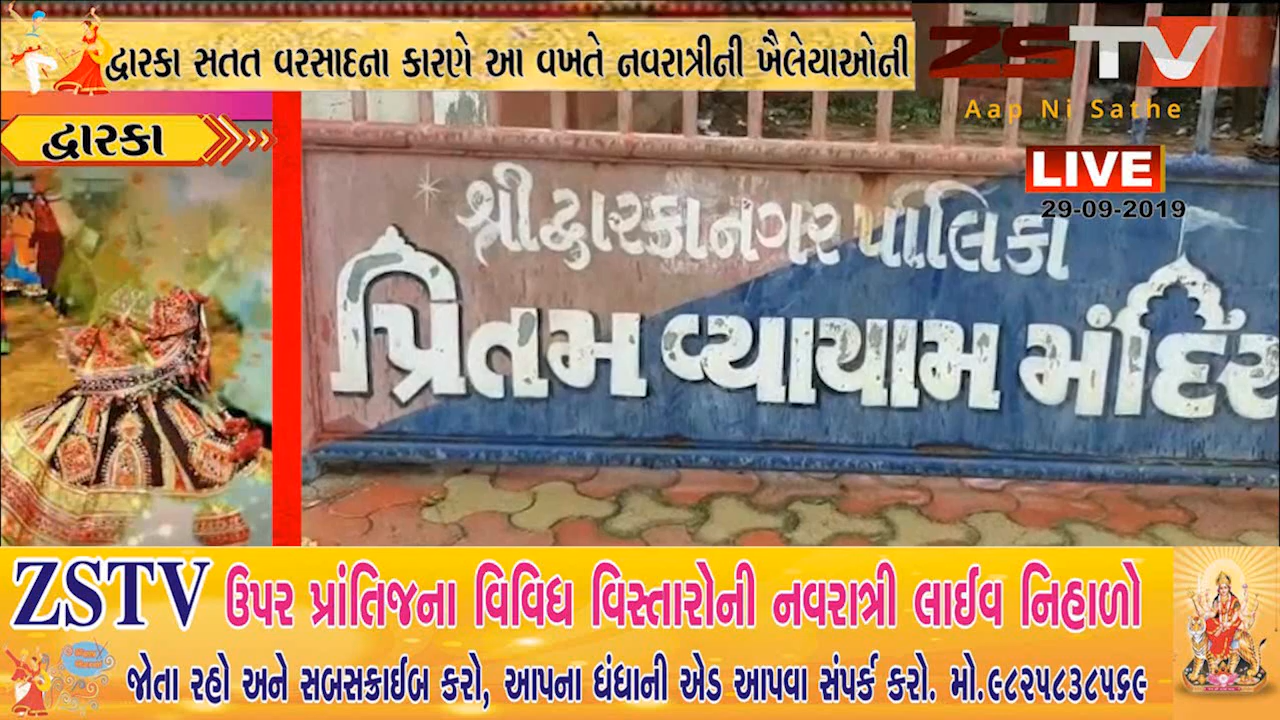 દ્વારકા સતત વરસાદના કારણે આ વખતે નવરાત્રીની ખૈલેયાઓની
ZSTV
Aap Ni Sathe
દ્વારકા
LIVE
29-09-2019
શ્રીદ્વારકાનગર પાલિકા
પ્રિતમ વ્યાયામ મંદિર
ZSTV ઉપર પ્રાંતિજના વિવિધ વિસ્તારોની નવરાત્રી લાઈવ નિહાળો
જોતા રહો અને સબસક્રાઈબ કરો, આપના ધંધાની એડ આપવા સંપર્ક કરો. મો.૯૮૨૫૮૩૮૫૬૯